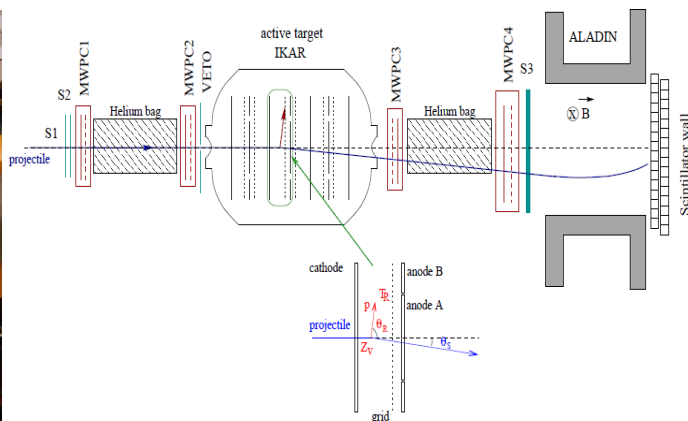 MWPC1
MWPC2
VETO
active target
IKAR
MWPC3
MWPC4
S3
ALADIN
S2
S1
Helium bag
Helium bag
projectile
⊗ B
Scintillator wall
cathode
anode B
anode A
T_R
p
θ_R
projectile
Z_V
θ_S
grid